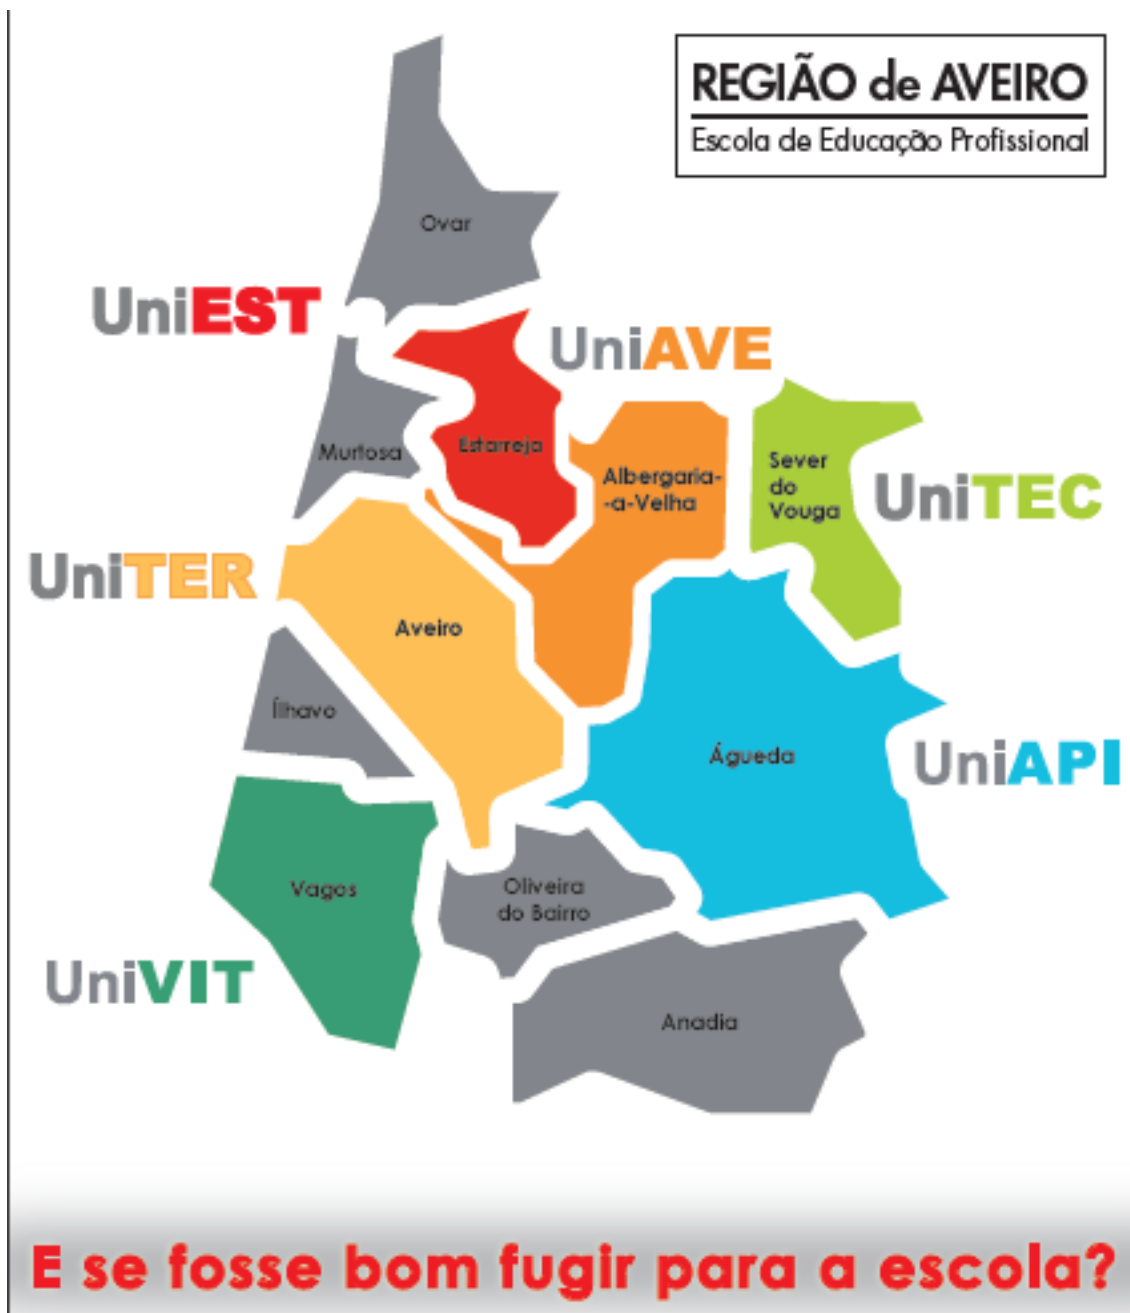 REGIÃO de AVEIRO
Escola de Educação Profissional
Ovar
UniEST
UniAVE
Murtosa
Estarreja
Albergaria-
-a-Velha
Sever
do
Vouga
UniTEC
UniTER
Aveiro
Ílhavo
Águeda
UniAPI
Vagos
Oliveira
do Bairro
UniVIT
Anadia
E se fosse bom fugir para a escola?